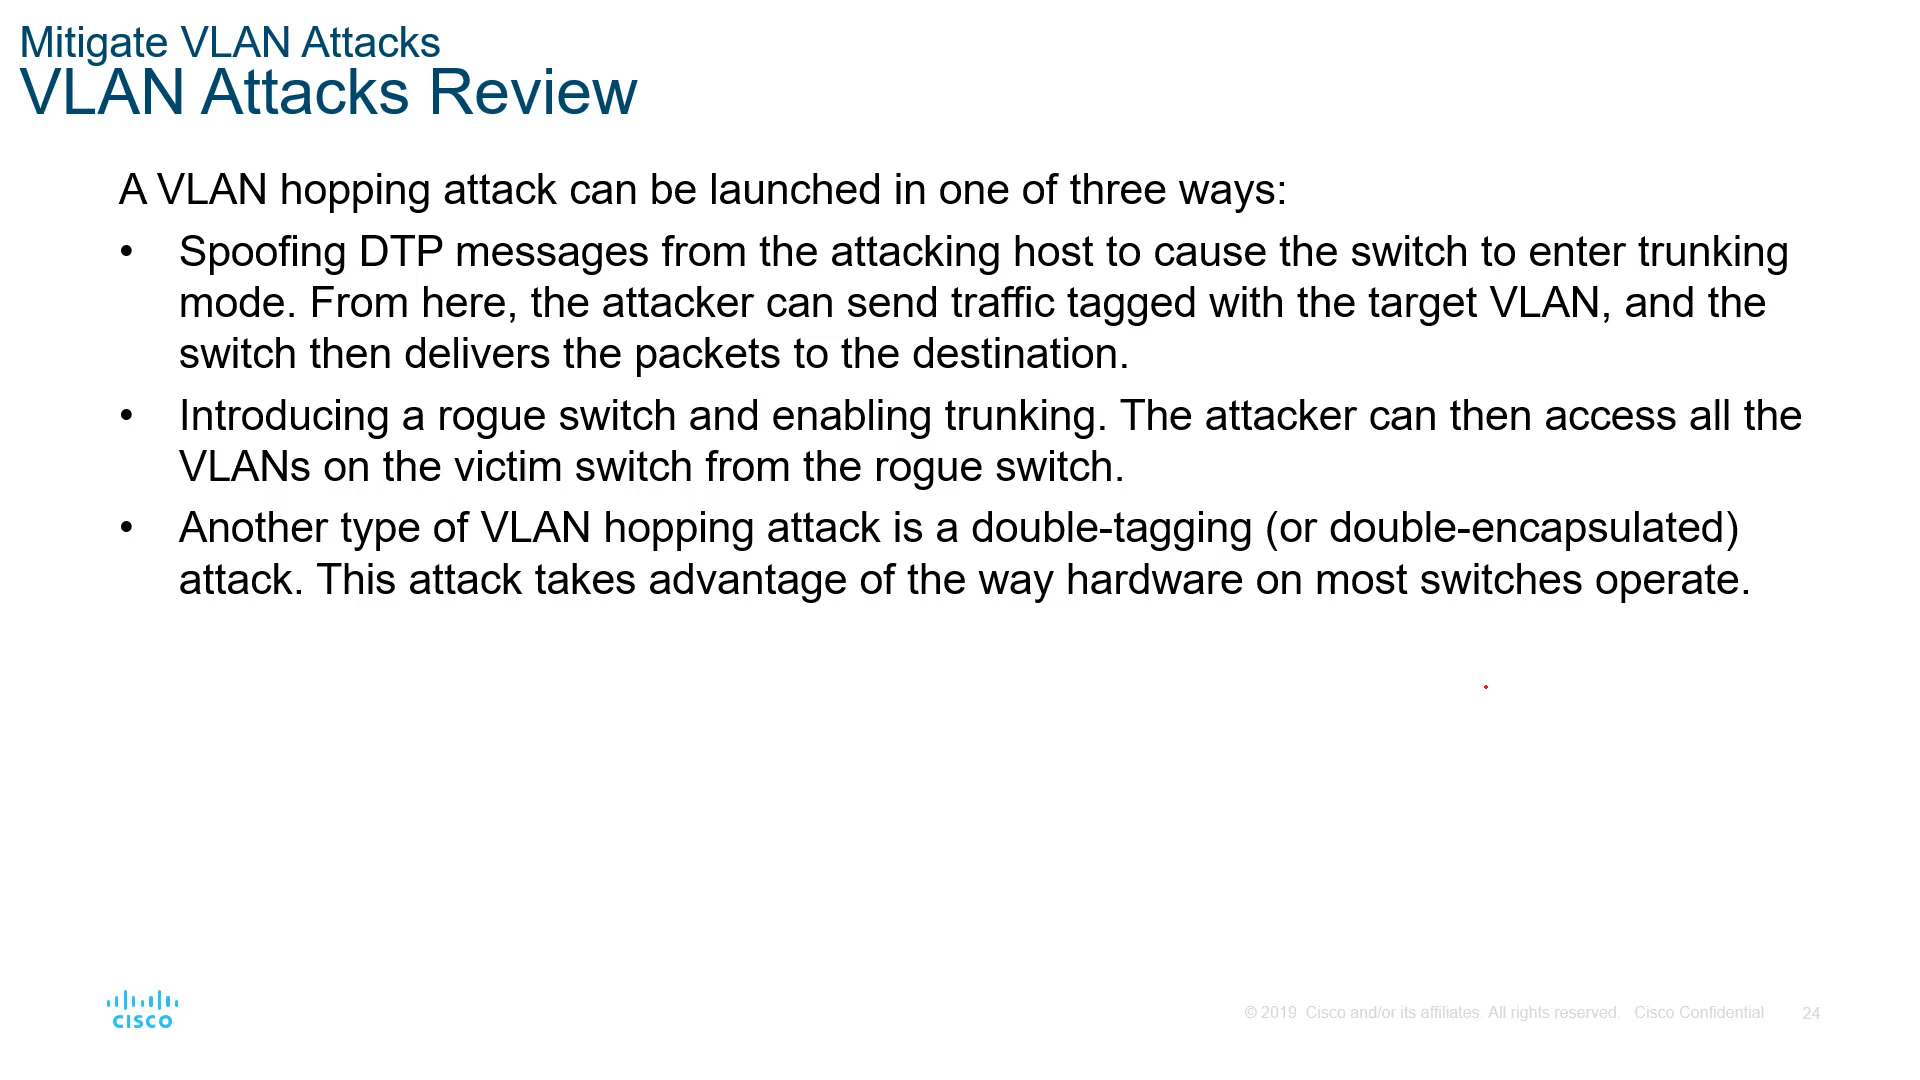 Mitigate VLAN Attacks
VLAN Attacks Review
A VLAN hopping attack can be launched in one of three ways:
• Spoofing DTP messages from the attacking host to cause the switch to enter trunking
mode. From here, the attacker can send traffic tagged with the target VLAN, and the
switch then delivers the packets to the destination.
• Introducing a rogue switch and enabling trunking. The attacker can then access all the
VLANs on the victim switch from the rogue switch.
• Another type of VLAN hopping attack is a double-tagging (or double-encapsulated)
attack. This attack takes advantage of the way hardware on most switches operate.
CISCO
© 2019 Cisco and/or its affiliates. All rights reserved. Cisco Confidential 24